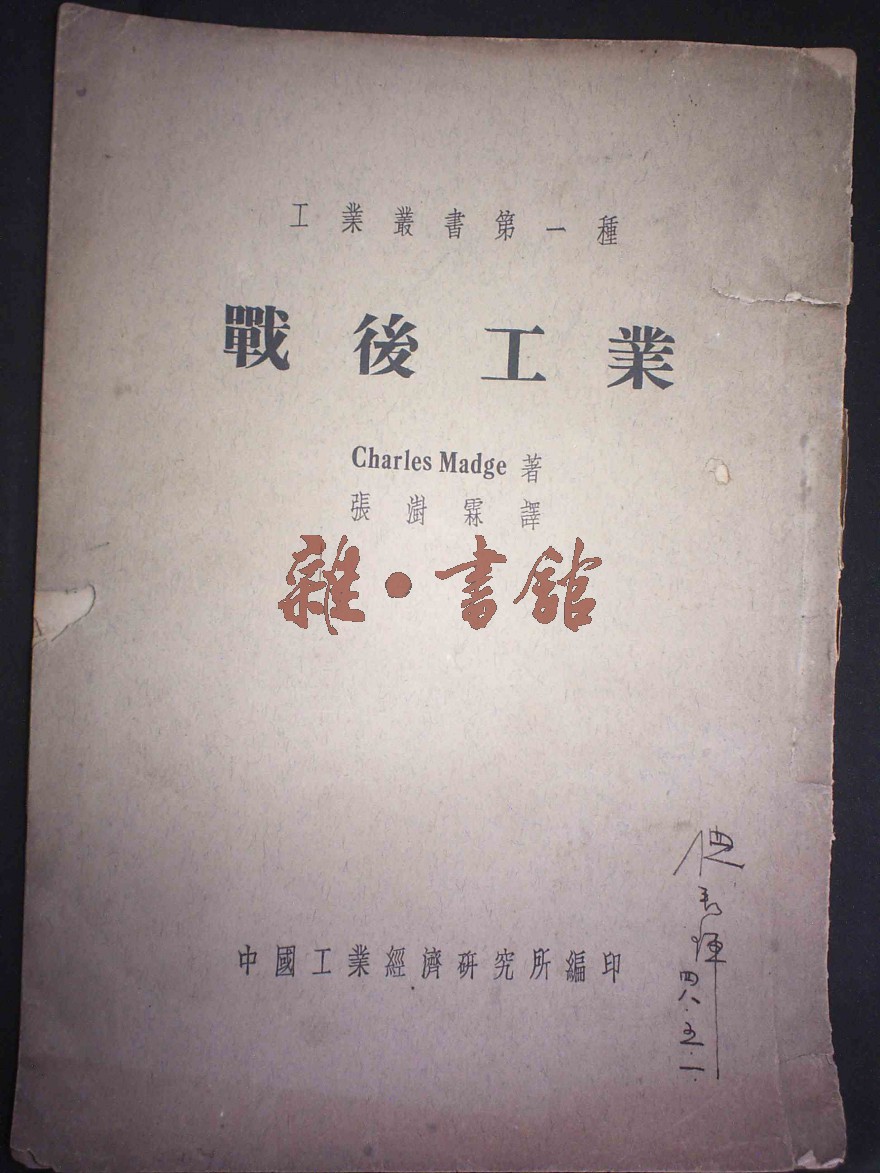 工業叢書第一種
戰後工業
Charles Madge 著
張澍霖譯
雜·書館
中國工業經濟研究所編印
四八·五·一